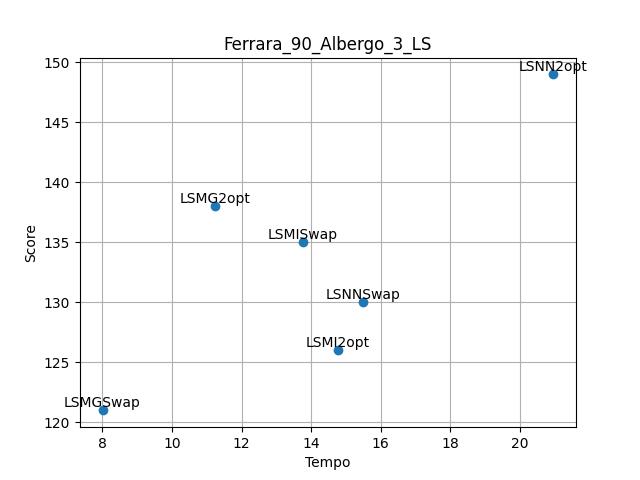 Ferrara_90_Albergo_3_LS
150
LSNN2opt
145
140
LSMG2opt
LSMISwap
135
LSNNSwap
130
LSMI2opt
125
LSMGSwap
120
Score
8
10
12
14
16
18
20
Tempo